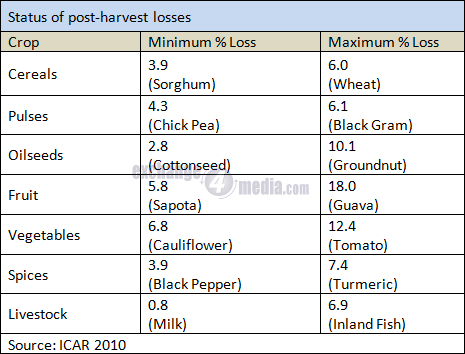 Status of post-harvest losses
Crop Minimum % Loss Maximum % Loss
Cereals 3.9 6.0
(Sorghum) (Wheat)
Pulses 4.3 6.1
(Chick Pea) (Black Gram)
Oilseeds 2.8 10.1
(Cottonseed) (Groundnut)
exchange4media.com
Fruit 5.8 18.0
(Sapota) (Guava)
Vegetables 6.8 12.4
(Cauliflower) (Tomato)
Spices 3.9 7.4
(Black Pepper) (Turmeric)
Livestock 0.8 6.9
(Milk) (Inland Fish)
Source: ICAR 2010